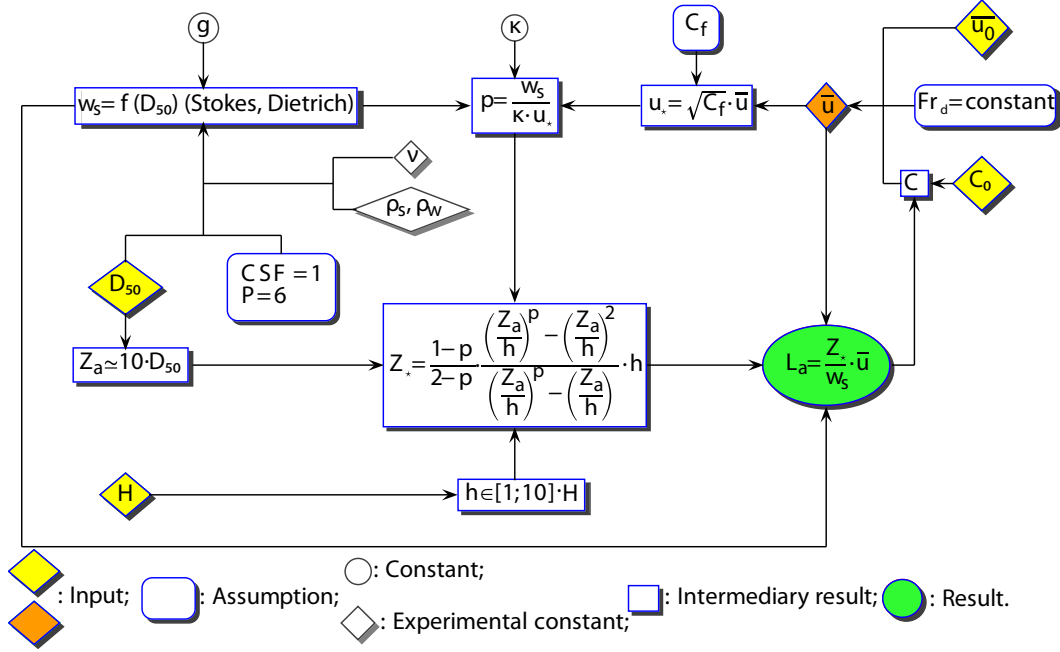 g
κ
C_f
u̅_0
w_s = f (D_50) (Stokes, Dietrich)
p = w_s / κ·u_⋆
u_⋆ = √C_f · u̅
u̅
Fr_d = constant
ν
C
C_0
ρ_s, ρ_w
D_50
CSF = 1
P = 6
Z_a ≃ 10·D_50
Z_⋆ = (1−p)/(2−p) · ((Z_a/h)^p − (Z_a/h)^2) / ((Z_a/h)^p − (Z_a/h)) · h
L_a = Z_⋆/w_s · u̅
H
h∈[1;10]·H
: Input;
: Assumption;
: Constant;
: Experimental constant;
: Intermediary result;
: Result.